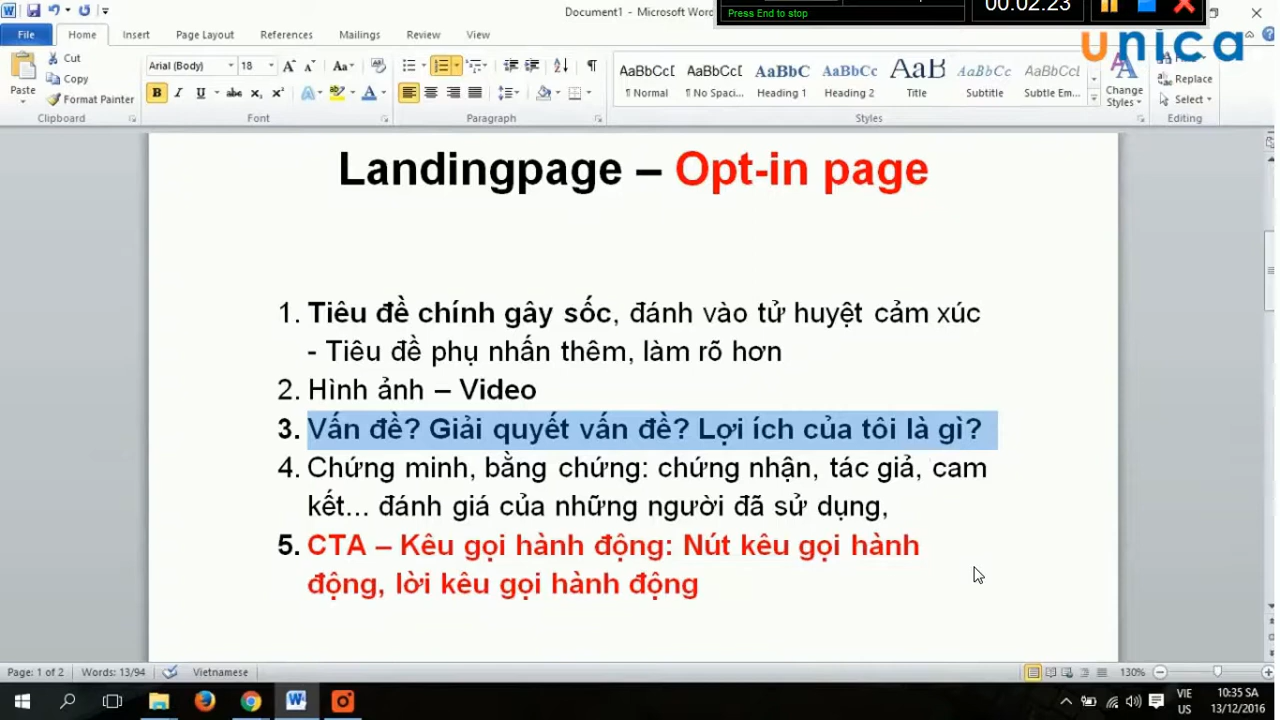 Document1 - Microsoft Word
Press End to stop
00:02:23
unica
File Home Insert Page Layout References Mailings Review View
Cut
Copy
Format Painter
Paste
Arial (Body) 18
Replace
Select
Change Styles
AaBbCc[ AaBbCc[ AaBbC AaBbCc AaB AaBbCc AaBbCc[
¶ Normal ¶ No Spaci... Heading 1 Heading 2 Title Subtitle Subtle Em...
Clipboard Font Paragraph Styles Editing
Landingpage – Opt-in page
1. Tiêu đề chính gây sốc, đánh vào tử huyệt cảm xúc
- Tiêu đề phụ nhấn thêm, làm rõ hơn
2. Hình ảnh – Video
3. Vấn đề? Giải quyết vấn đề? Lợi ích của tôi là gì?
4. Chứng minh, bằng chứng: chứng nhận, tác giả, cam
kết... đánh giá của những người đã sử dụng,
5. CTA – Kêu gọi hành động: Nút kêu gọi hành
động, lời kêu gọi hành động
Page: 1 of 2 Words: 13/94 Vietnamese 130%
VIE 10:35 SA
US 13/12/2016